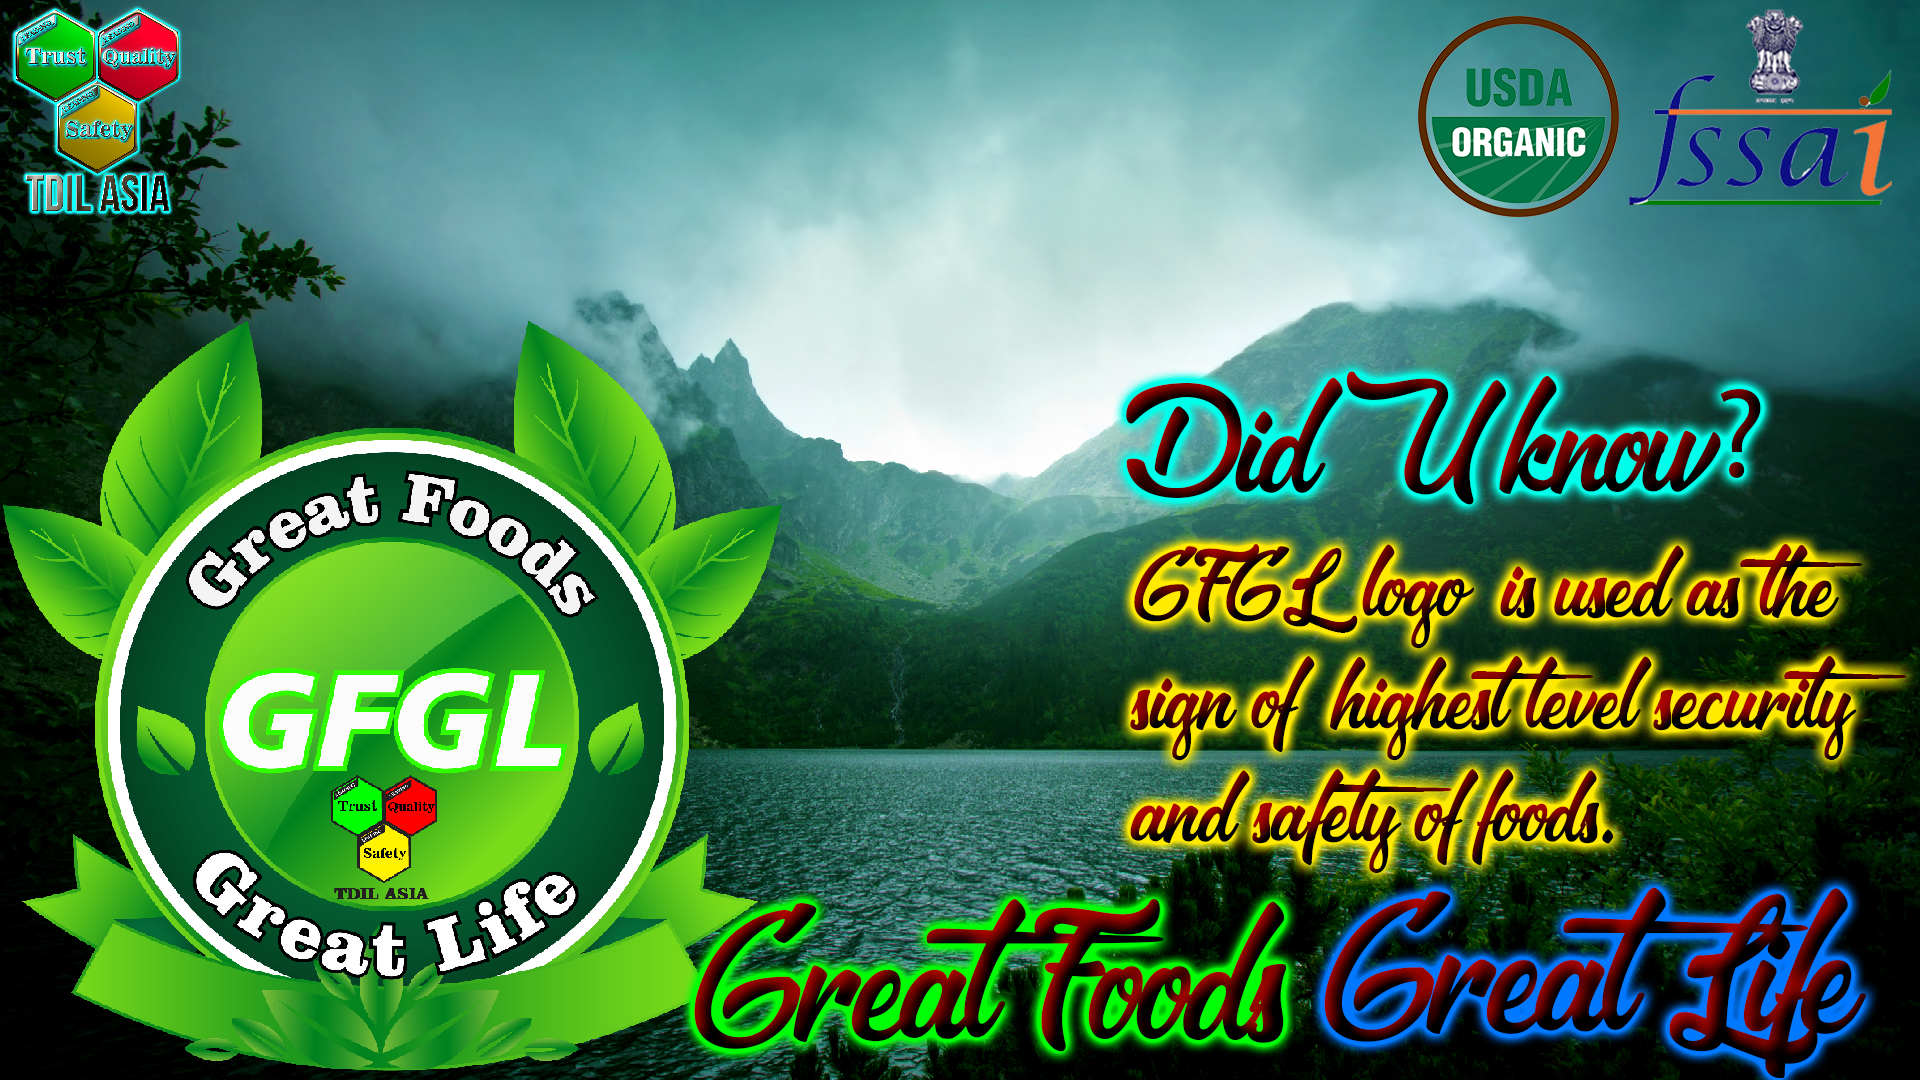 Trust
Quality
Safety
TDIL ASIA
USDA
ORGANIC
fssai
Did U know?
GFGL logo is used as the
sign of highest level security
and safety of foods.
Great Foods
GFGL
Trust
Quality
Safety
TDIL ASIA
Great Life
Great Foods Great Life